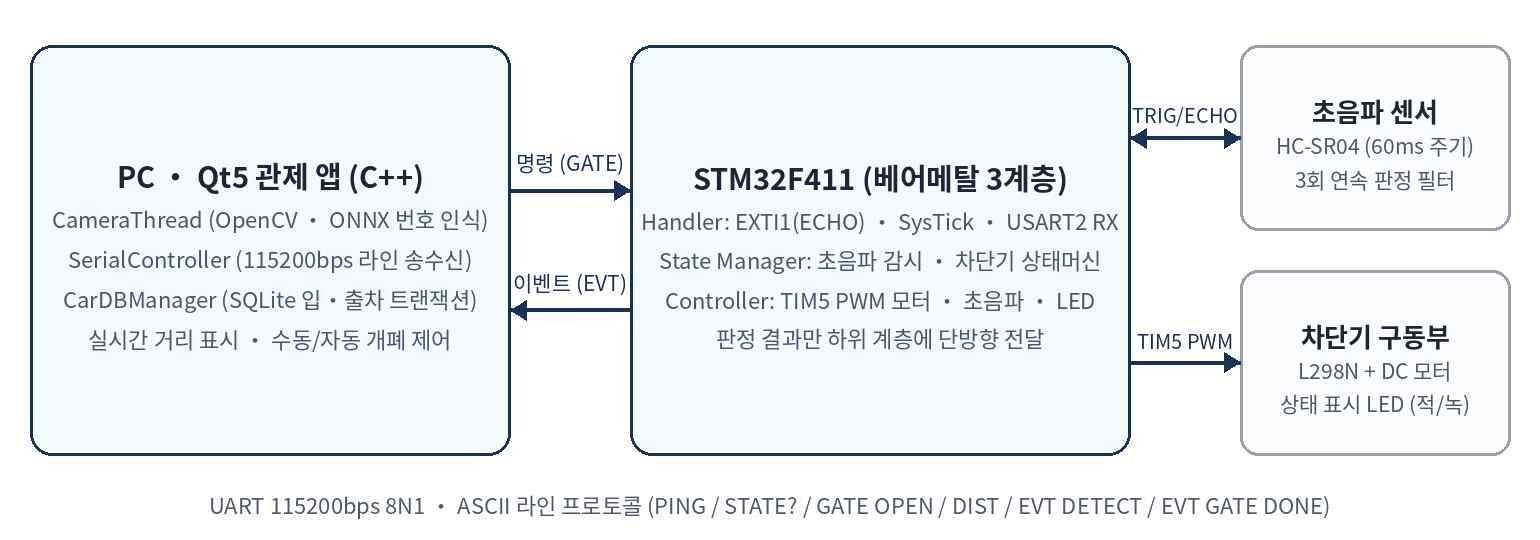 PC · Qt5 관제 앱 (C++)
CameraThread (OpenCV · ONNX 번호 인식)
SerialController (115200bps 라인 송수신)
CarDBManager (SQLite 입·출차 트랜잭션)
실시간 거리 표시 · 수동/자동 개폐 제어
명령 (GATE)
이벤트 (EVT)
STM32F411 (베어메탈 3계층)
Handler: EXTI1(ECHO) · SysTick · USART2 RX
State Manager: 초음파 감시 · 차단기 상태머신
Controller: TIM5 PWM 모터 · 초음파 · LED
판정 결과만 하위 계층에 단방향 전달
TRIG/ECHO
TIM5 PWM
초음파 센서
HC-SR04 (60ms 주기)
3회 연속 판정 필터
차단기 구동부
L298N + DC 모터
상태 표시 LED (적/녹)
UART 115200bps 8N1 · ASCII 라인 프로토콜 (PING / STATE? / GATE OPEN / DIST / EVT DETECT / EVT GATE DONE)